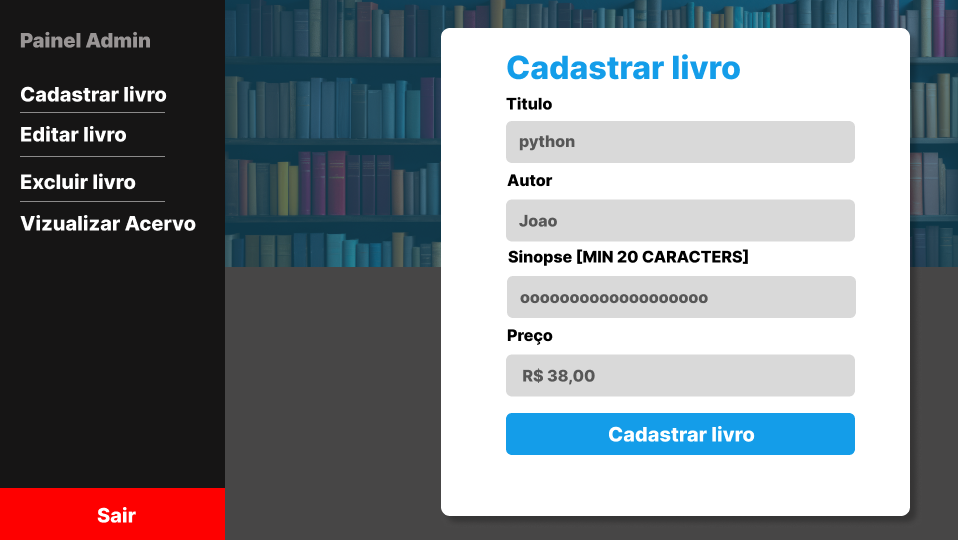 Painel Admin
Cadastrar livro
Editar livro
Excluir livro
Vizualizar Acervo
Sair
Cadastrar livro
Titulo
python
Autor
Joao
Sinopse [MIN 20 CARACTERS]
ooooooooooooooooooo
Preço
R$ 38,00
Cadastrar livro